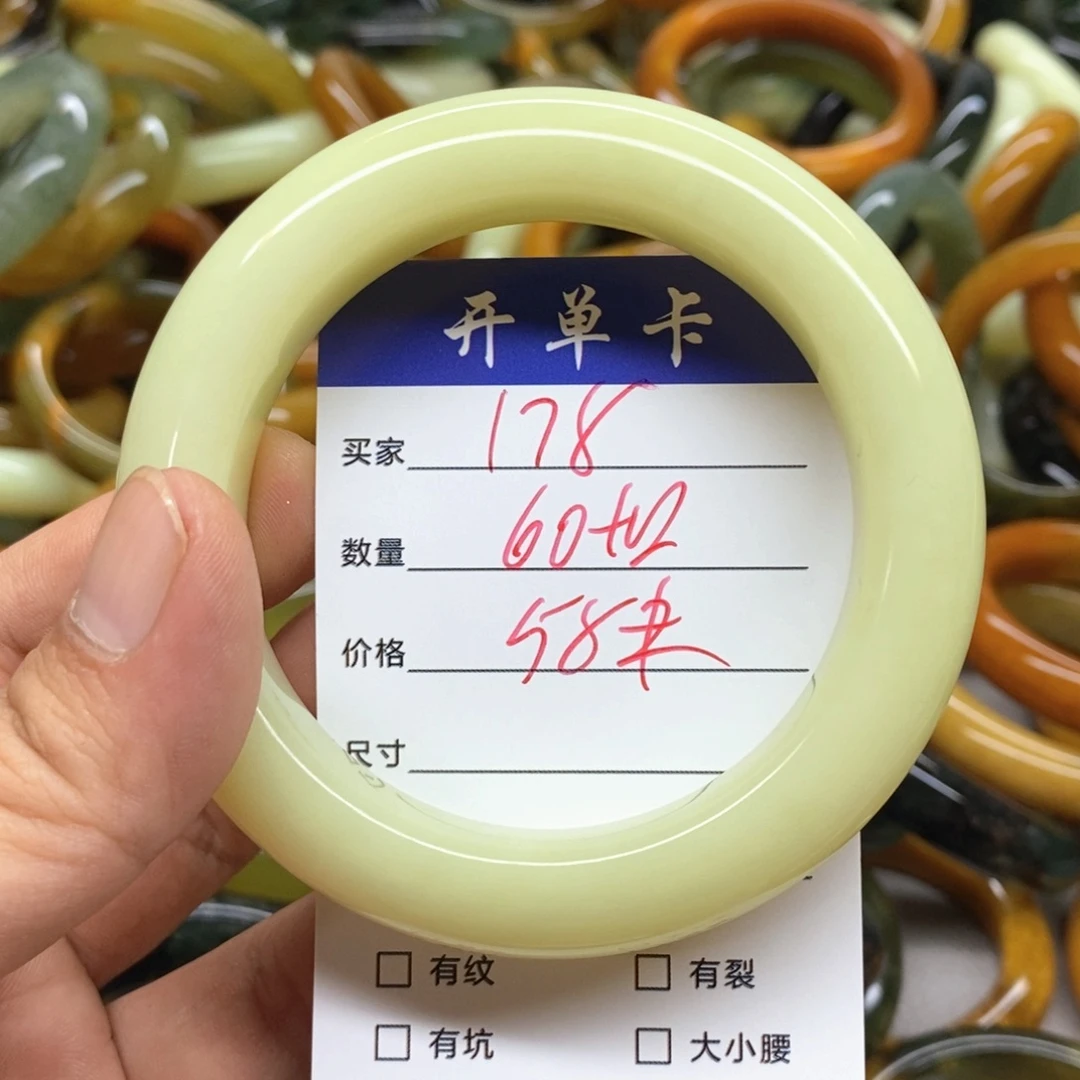 开单卡
买家 178
数量 60
价格 58
尺寸
有纹 有裂
有坑 大小腰